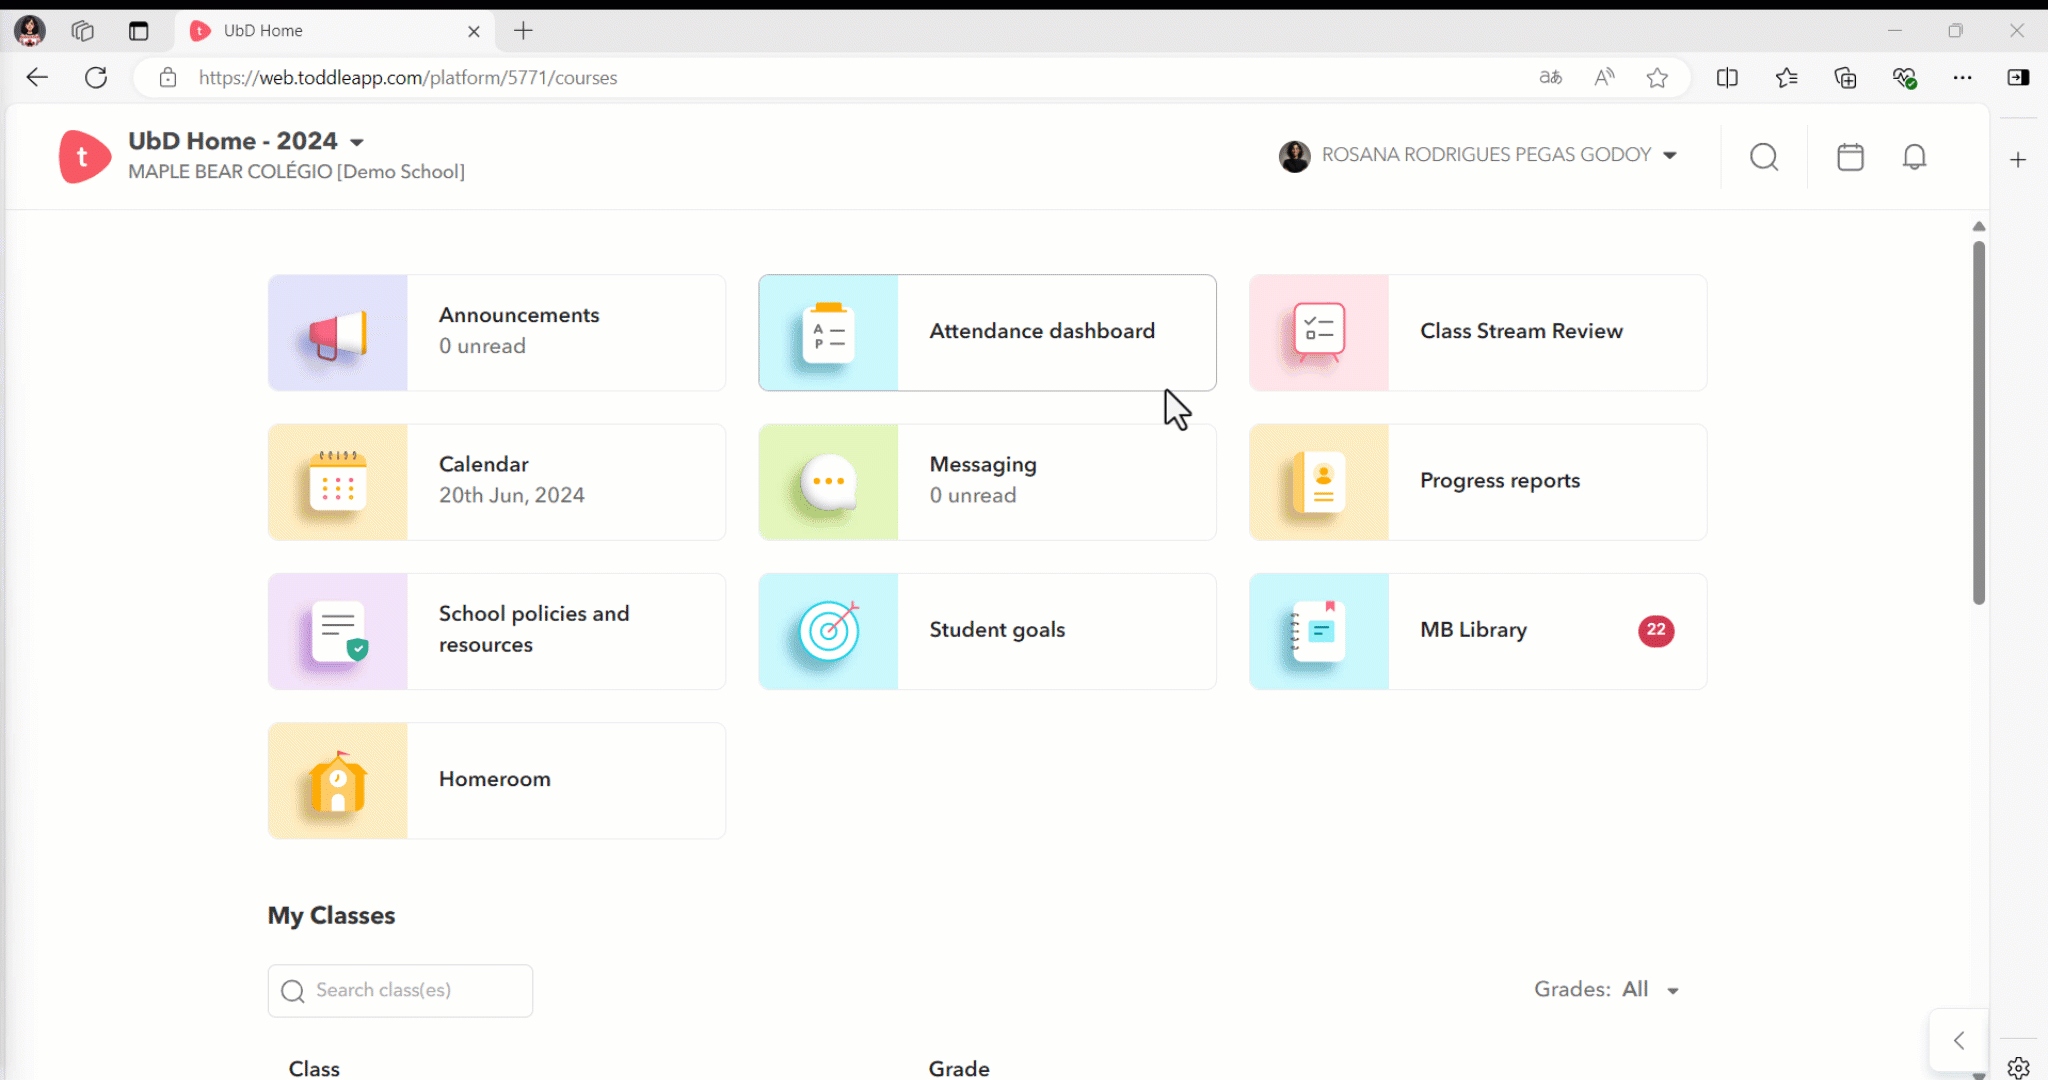 UbD Home
https://web.toddleapp.com/platform/5771/courses
aあ
t
UbD Home - 2024
MAPLE BEAR COLÉGIO [Demo School]
ROSANA RODRIGUES PEGAS GODOY
Announcements
0 unread
A
P
Attendance dashboard
Class Stream Review
Calendar
20th Jun, 2024
Messaging
0 unread
Progress reports
School policies and
resources
Student goals
MB Library
22
Homeroom
My Classes
Search class(es)
Grades: All
Class
Grade